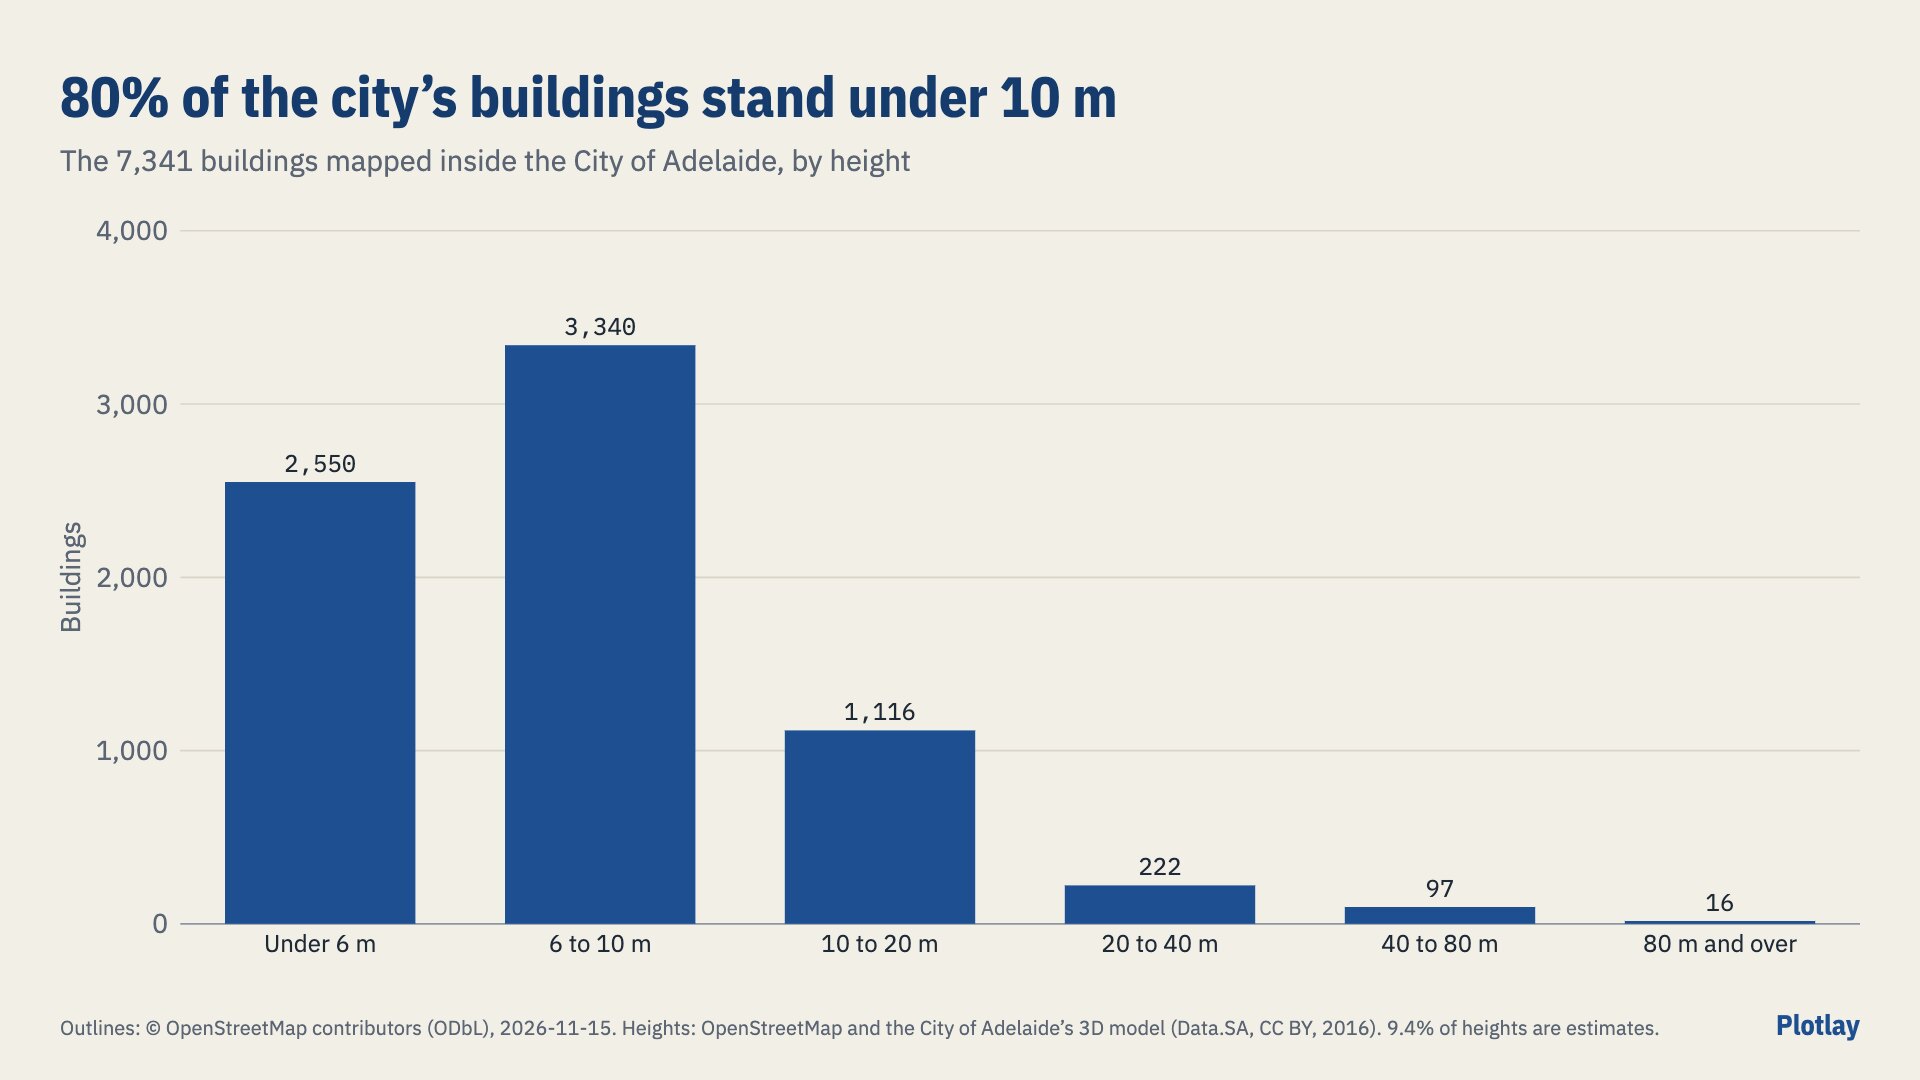 80% of the city’s buildings stand under 10 m
The 7,341 buildings mapped inside the City of Adelaide, by height
Buildings
4,000
3,000
2,000
1,000
0
2,550
3,340
1,116
222
97
16
Under 6 m
6 to 10 m
10 to 20 m
20 to 40 m
40 to 80 m
80 m and over
Outlines: © OpenStreetMap contributors (ODbL), 2026-11-15. Heights: OpenStreetMap and the City of Adelaide’s 3D model (Data.SA, CC BY, 2016). 9.4% of heights are estimates.
Plotlay